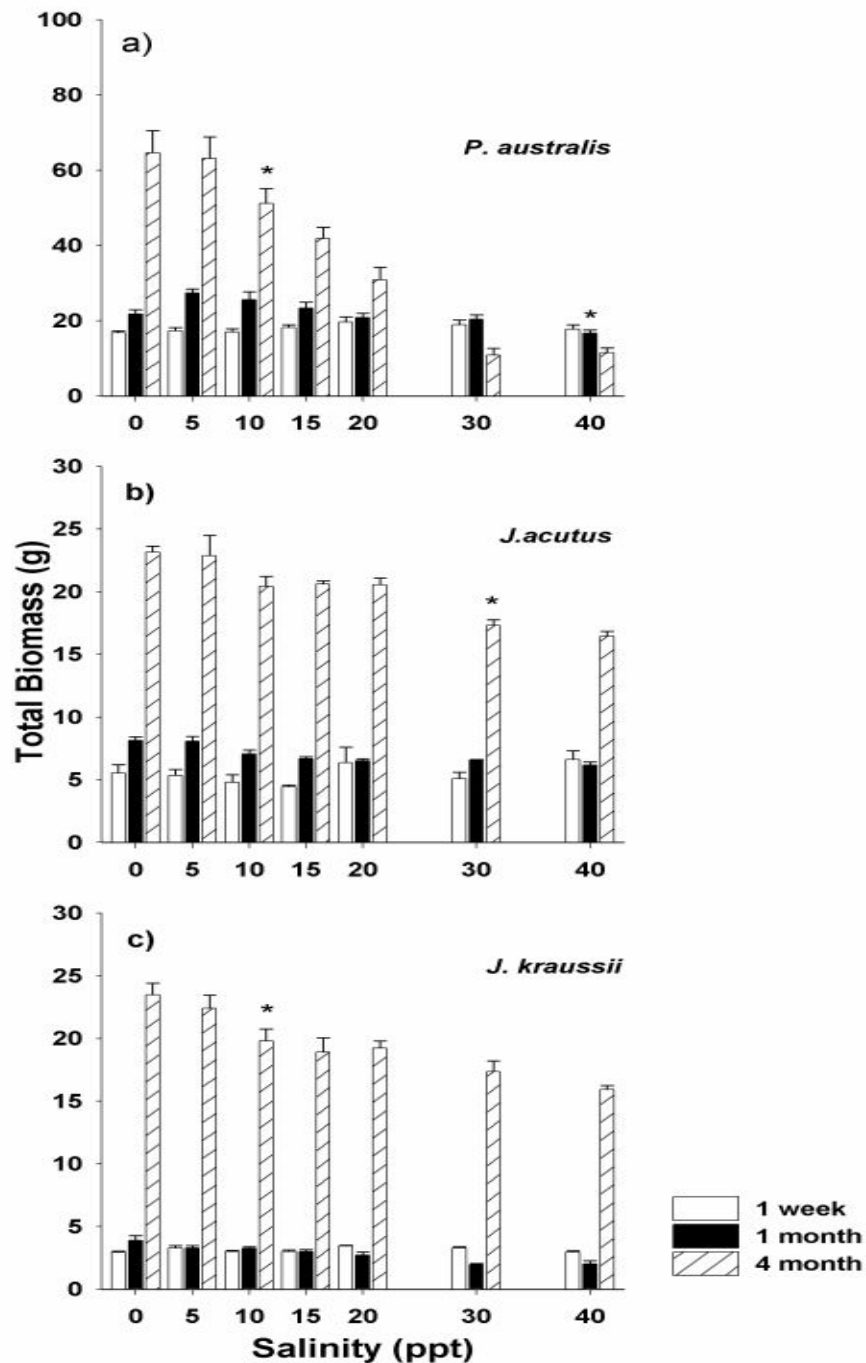 100
a)
80
P. australis
60
*
40
20
*
0
0 5 10 15 20 30 40
30
b)
25
J.acutus
20
*
15
10
5
0
0 5 10 15 20 30 40
Total Biomass (g)
30
c)
25
J. kraussii
*
20
15
10
5
0
0 5 10 15 20 30 40
Salinity (ppt)
1 week
1 month
4 month